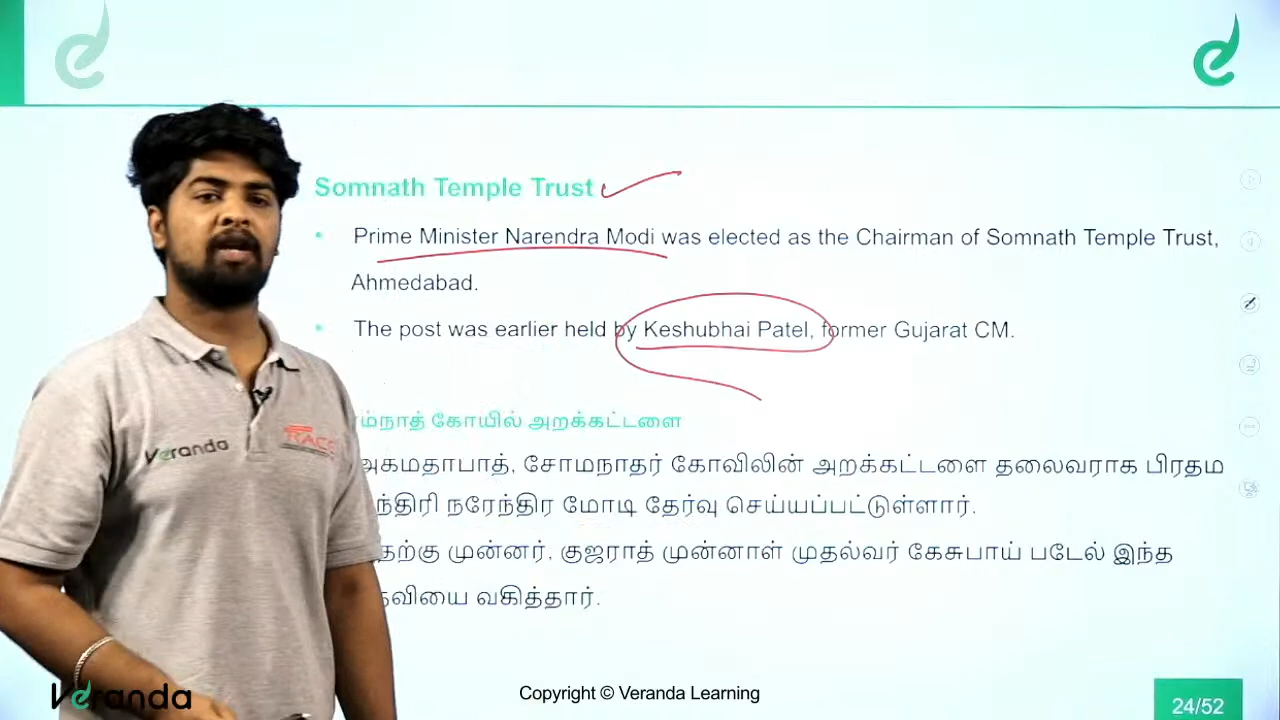 Somnath Temple Trust
Prime Minister Narendra Modi was elected as the Chairman of Somnath Temple Trust,
Ahmedabad.
The post was earlier held by Keshubhai Patel, former Gujarat CM.
கோயில் அறக்கட்டளை
சோமநாதர் கோவிலின் அறக்கட்டளை தலைவராக பிரதம
நரேந்திர மோடி தேர்வு செய்யப்பட்டுள்ளார்.
முன்னர். குஜராத் முன்னாள் முதல்வர் கேசுபாய் படேல் இந்த
வகித்தார்.
Veranda
RACE
Veranda
Copyright © Veranda Learning
24/52